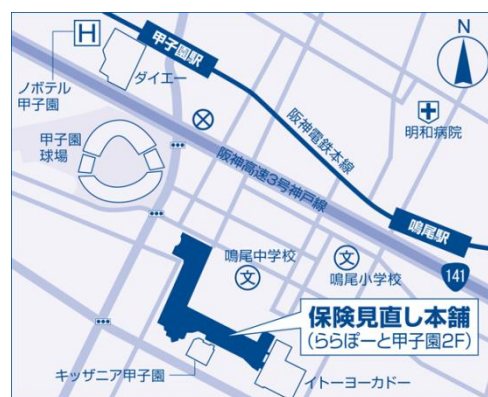 H
甲子園駅
N
ノボテル
甲子園
ダイエー
明和病院
甲子園
球場
阪神電鉄本線
阪神高速3号神戸線
鳴尾駅
鳴尾中学校
文
文
鳴尾小学校
141
保険見直し本舗
(ららぽーと甲子園2F)
キッザニア甲子園
イトーヨーカドー